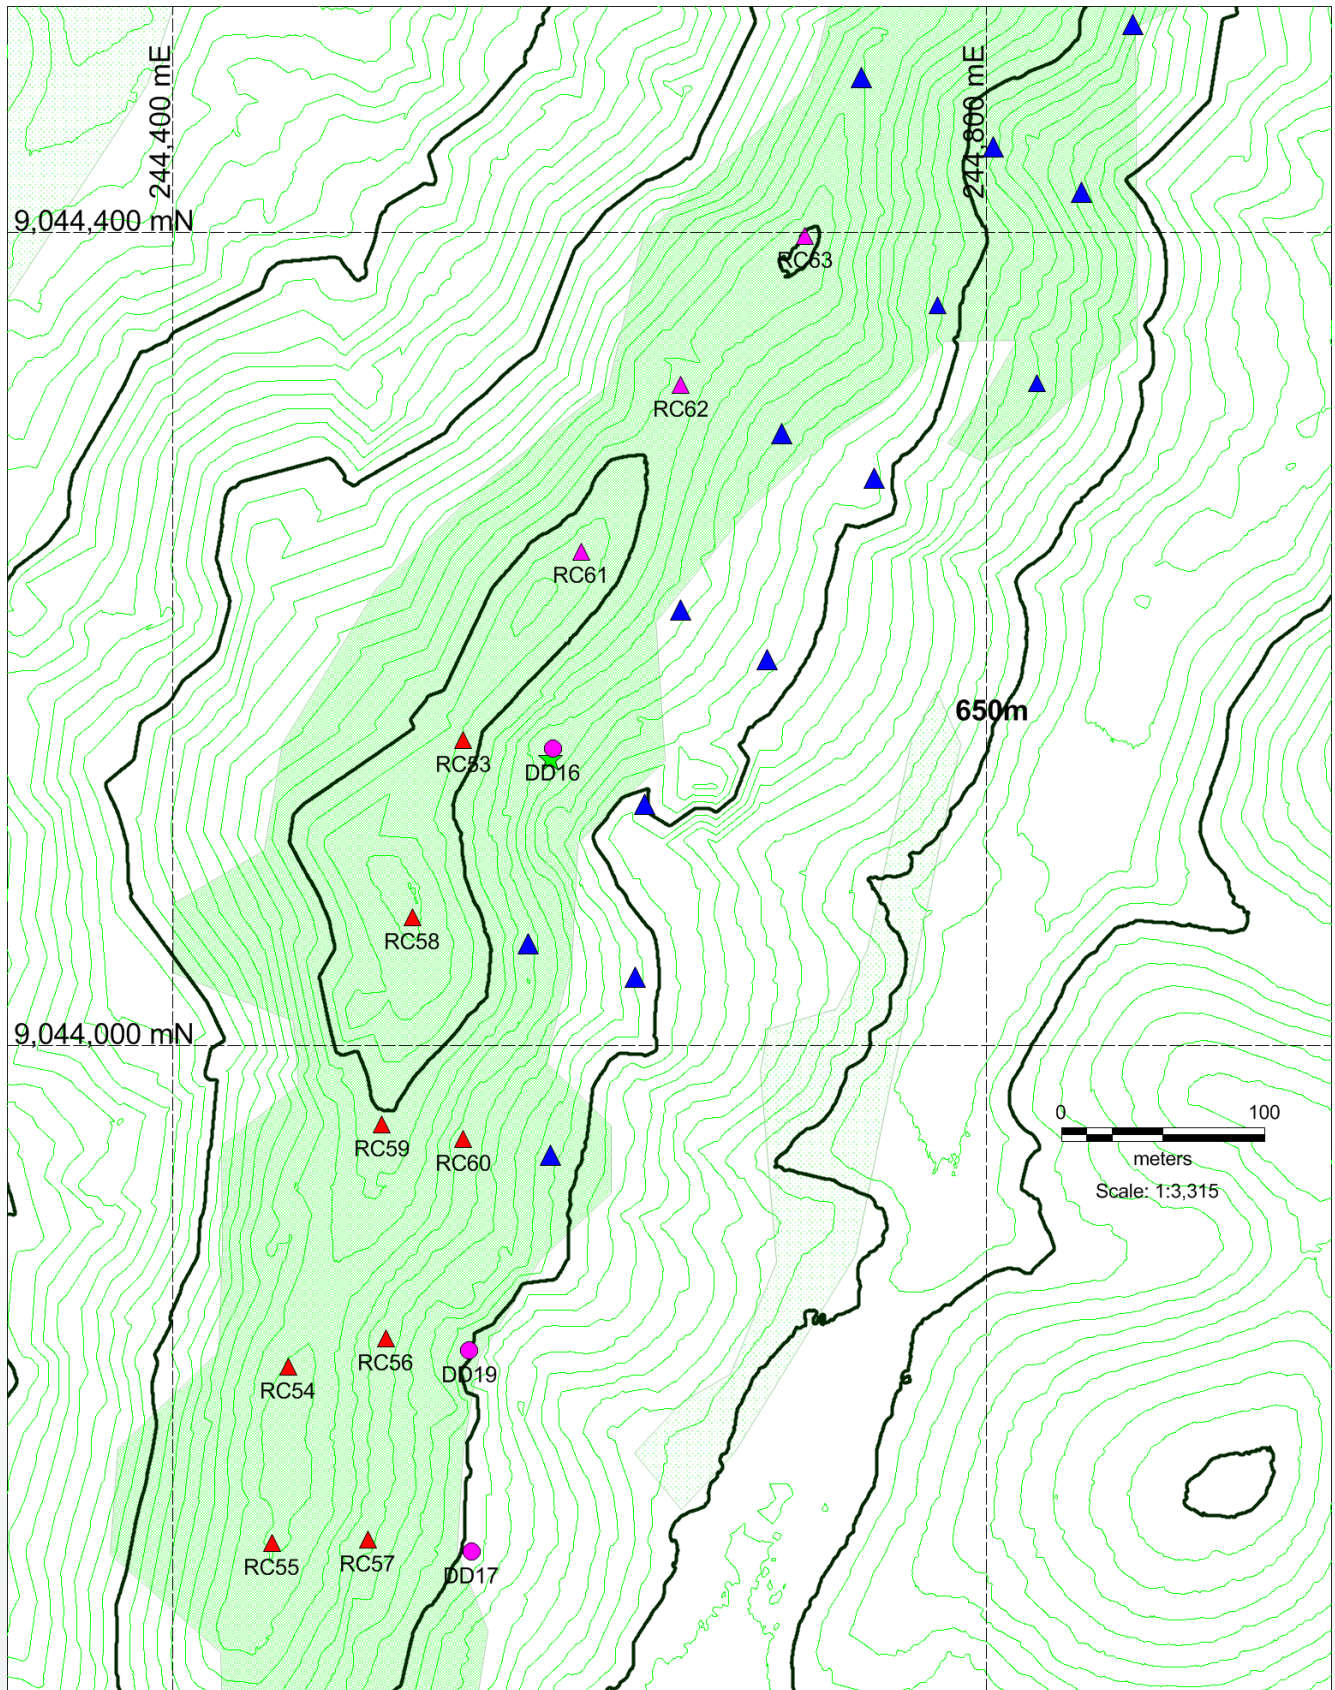 244,400 mE
244,800 mE
9,044,400 mN
RC63
RC62
RC61
650m
RC53
DD16
RC58
9,044,000 mN
0 100
meters
Scale: 1:3,315
RC59
RC60
RC56
DD19
RC54
RC55
RC57
DD17